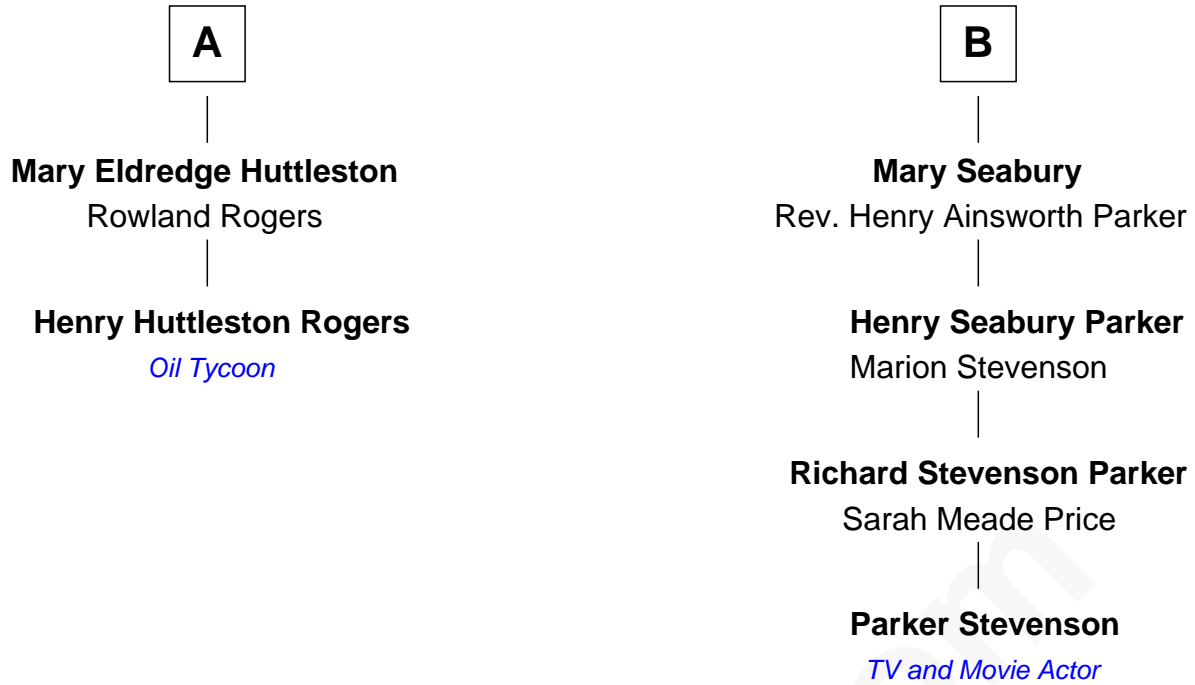 A
Mary Eldredge Huttleston
Rowland Rogers
Henry Huttleston Rogers
Oil Tycoon
B
Mary Seabury
Rev. Henry Ainsworth Parker
Henry Seabury Parker
Marion Stevenson
Richard Stevenson Parker
Sarah Meade Price
Parker Stevenson
TV and Movie Actor